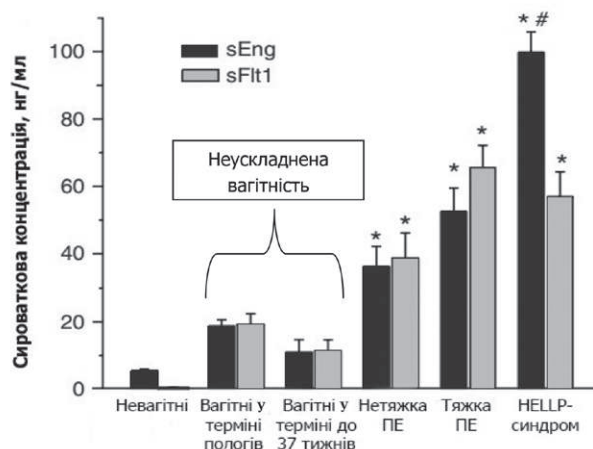 Сироваткова концентрація, нг/мл
100
80
60
40
20
0
sEng
sFlt1
Неускладнена
вагітність
* *
* *
* #
*
Невагітні
Вагітні у
терміні
пологів
Вагітні у
терміні до
37 тижнів
Нетяжка
ПЕ
Тяжка
ПЕ
HELLP-
синдром